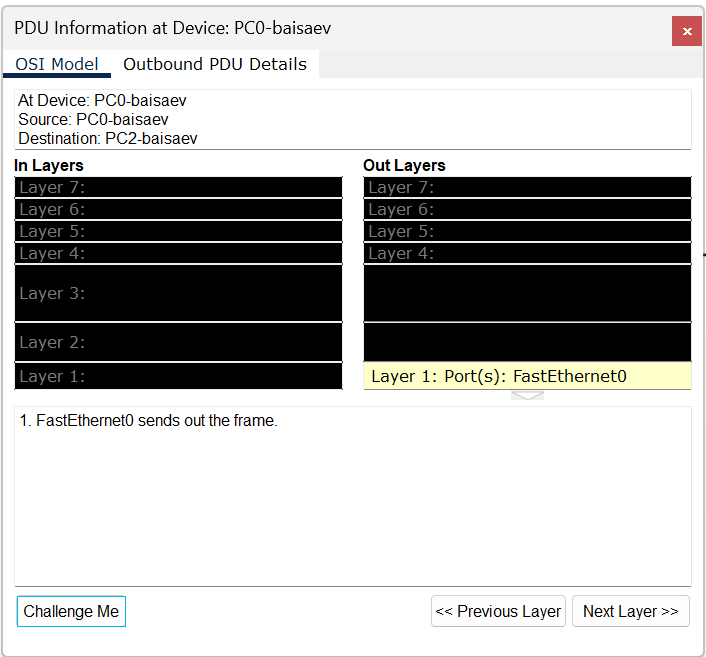 PDU Information at Device: PC0-baisaev
x
OSI Model Outbound PDU Details
At Device: PC0-baisaev
Source: PC0-baisaev
Destination: PC2-baisaev
In Layers
Layer 7:
Layer 6:
Layer 5:
Layer 4:
Layer 3:
Layer 2:
Layer 1:
Out Layers
Layer 7:
Layer 6:
Layer 5:
Layer 4:
Layer 1: Port(s): FastEthernet0
1. FastEthernet0 sends out the frame.
Challenge Me
<< Previous Layer
Next Layer >>